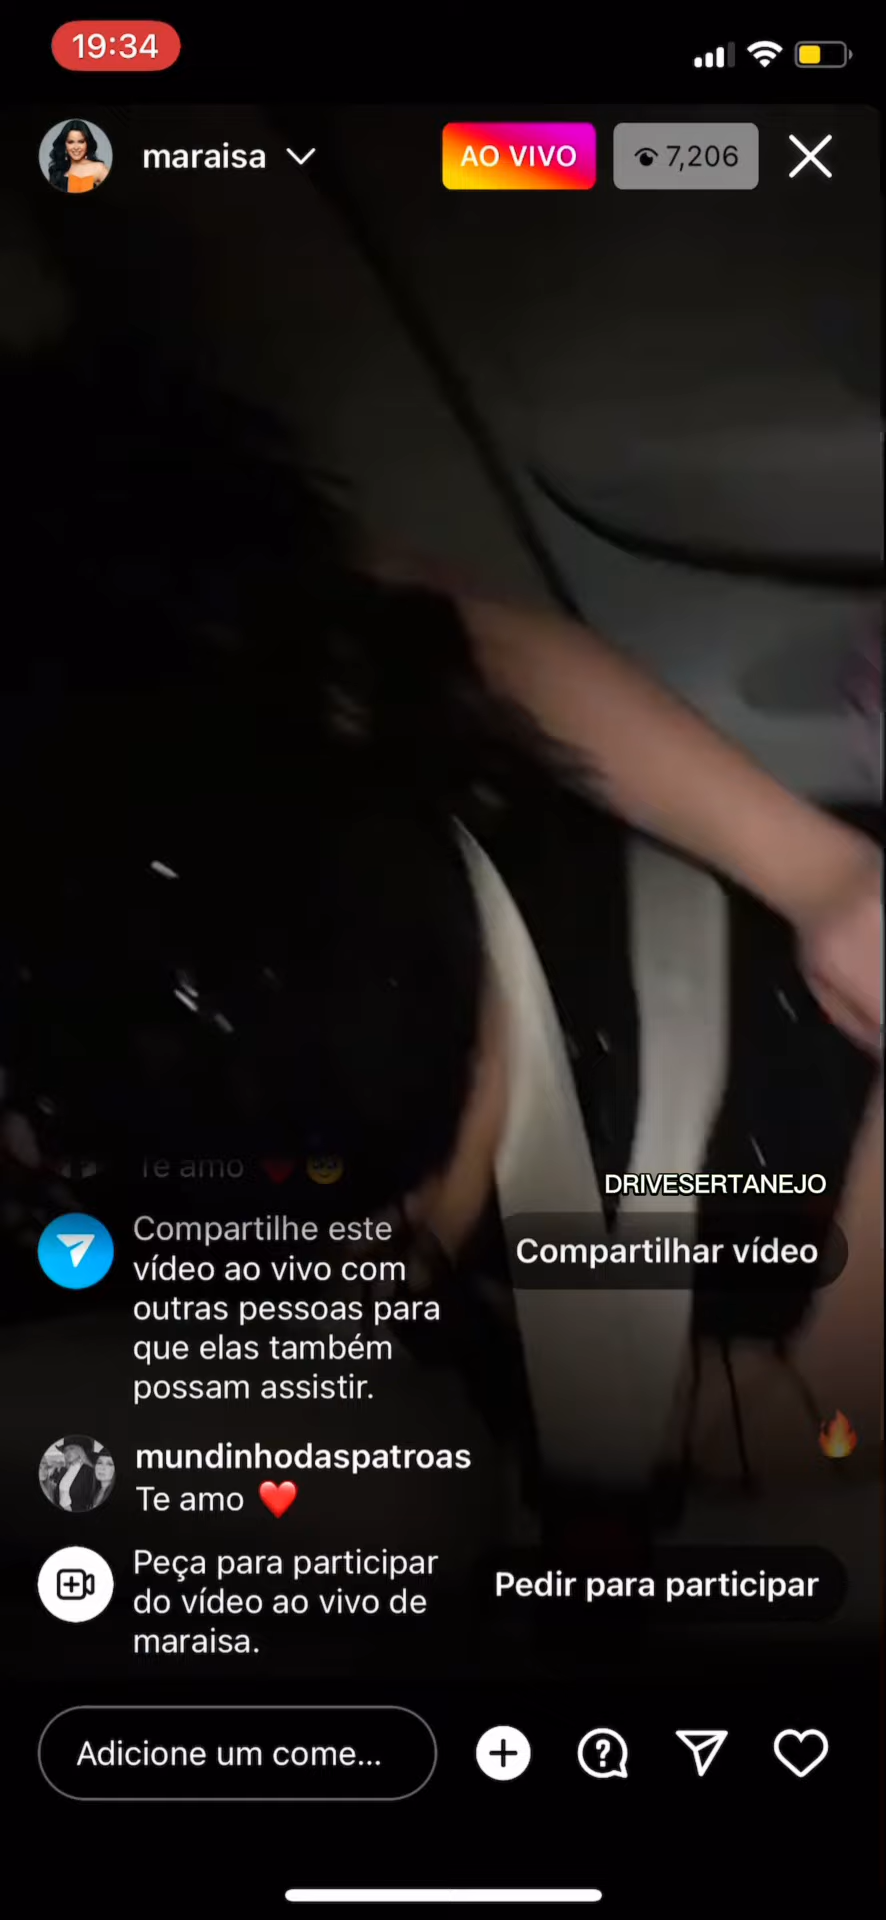 19:34
maraisa
AO VIVO
7,206
Te amo ❤️🥹
DRIVESERTANEJO
Compartilhe este
vídeo ao vivo com
outras pessoas para
que elas também
possam assistir.
Compartilhar vídeo
mundinhodaspatroas
Te amo ❤️
Peça para participar
do vídeo ao vivo de
maraisa.
Pedir para participar
Adicione um come...